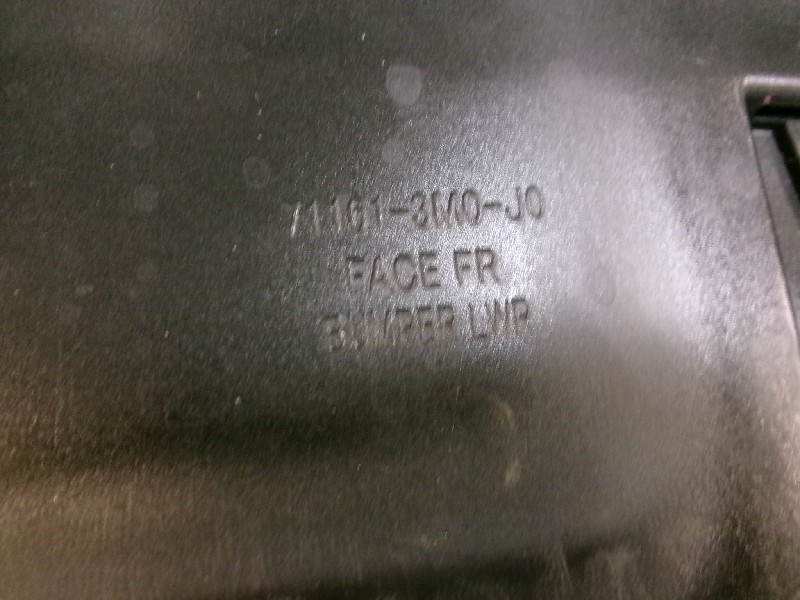 71161-3M0-J0
FACE FR
BUMPER LWR